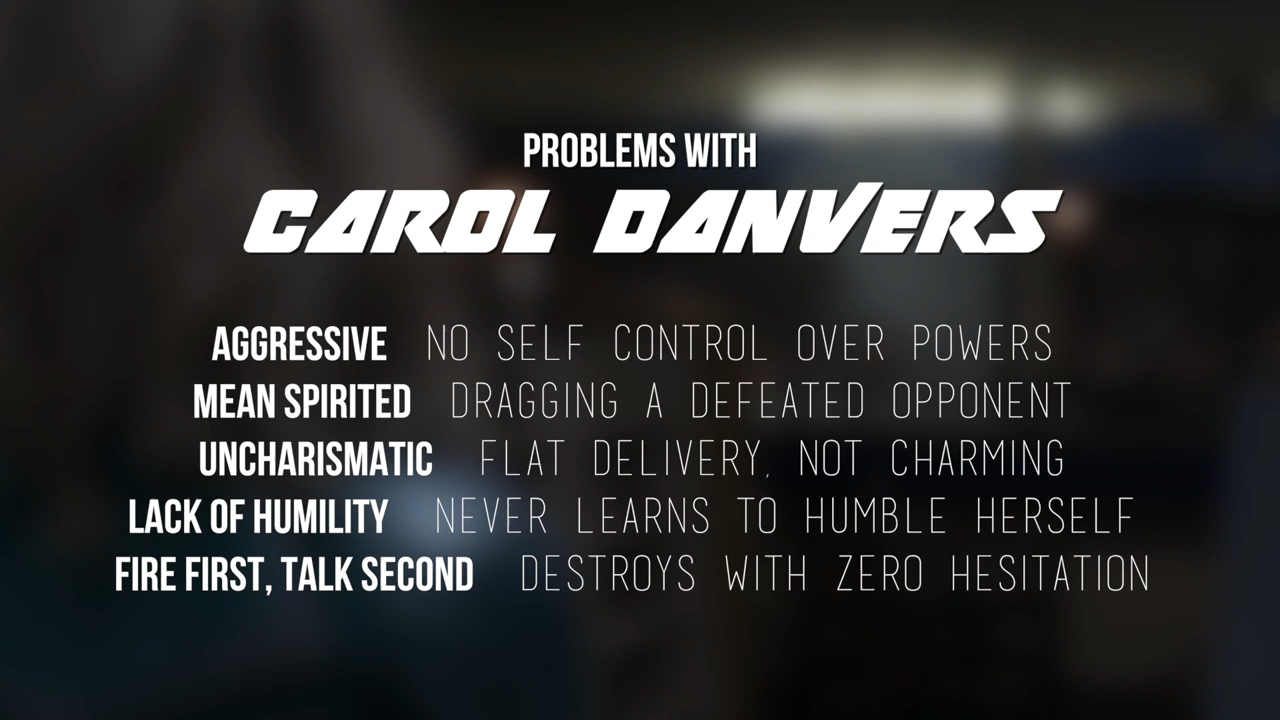 PROBLEMS WITH
CAROL DANVERS
AGGRESSIVE NO SELF CONTROL OVER POWERS
MEAN SPIRITED DRAGGING A DEFEATED OPPONENT
UNCHARISMATIC FLAT DELIVERY, NOT CHARMING
LACK OF HUMILITY NEVER LEARNS TO HUMBLE HERSELF
FIRE FIRST, TALK SECOND DESTROYS WITH ZERO HESITATION